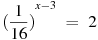 (1/16)^{x-3} = 2